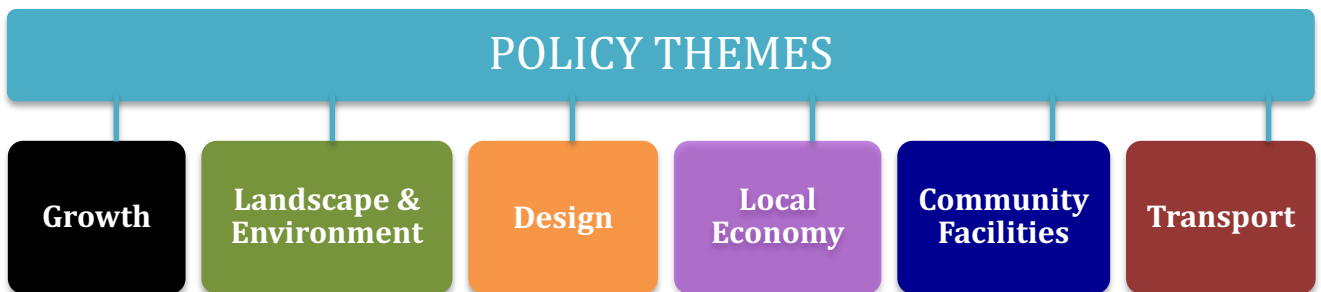 POLICY THEMES
Growth
Landscape &
Environment
Design
Local
Economy
Community
Facilities
Transport